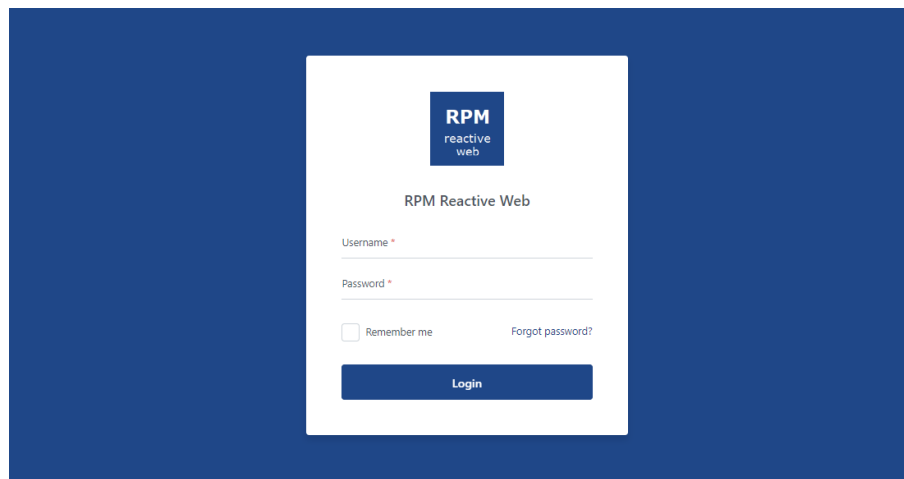 RPM
reactive
web
RPM Reactive Web
Username *
Password *
Remember me
Forgot password?
Login